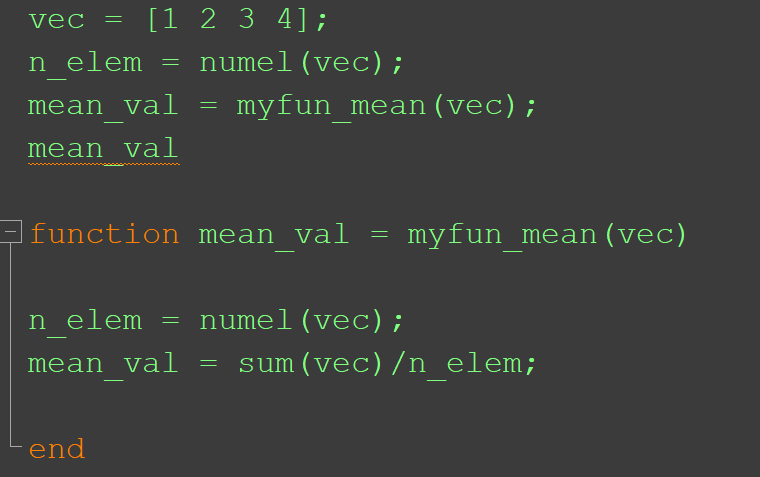 vec = [1 2 3 4];
n_elem = numel(vec);
mean_val = myfun_mean(vec);
mean_val
function mean_val = myfun_mean(vec)
n_elem = numel(vec);
mean_val = sum(vec)/n_elem;
end